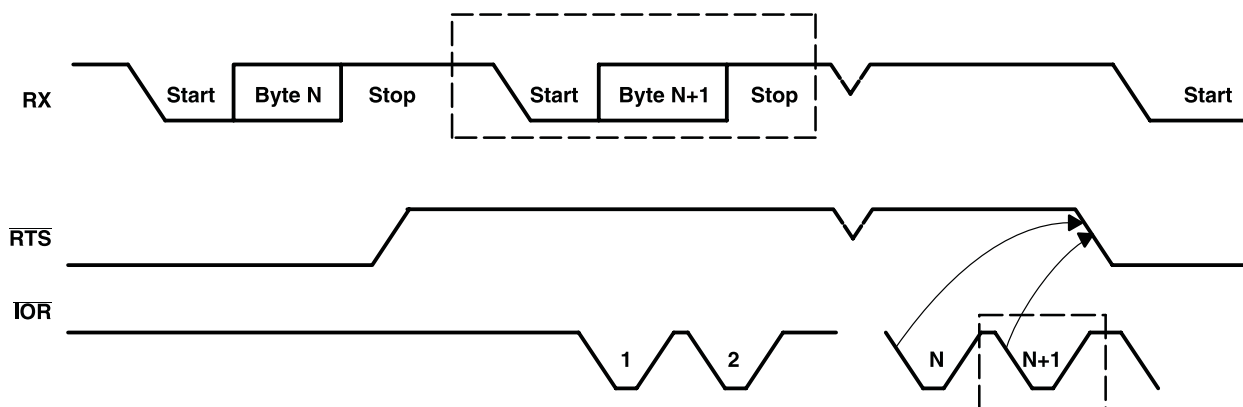 RX Start Byte N Stop Start Byte N+1 Stop Start
RTS
IOR
1 2 N N+1